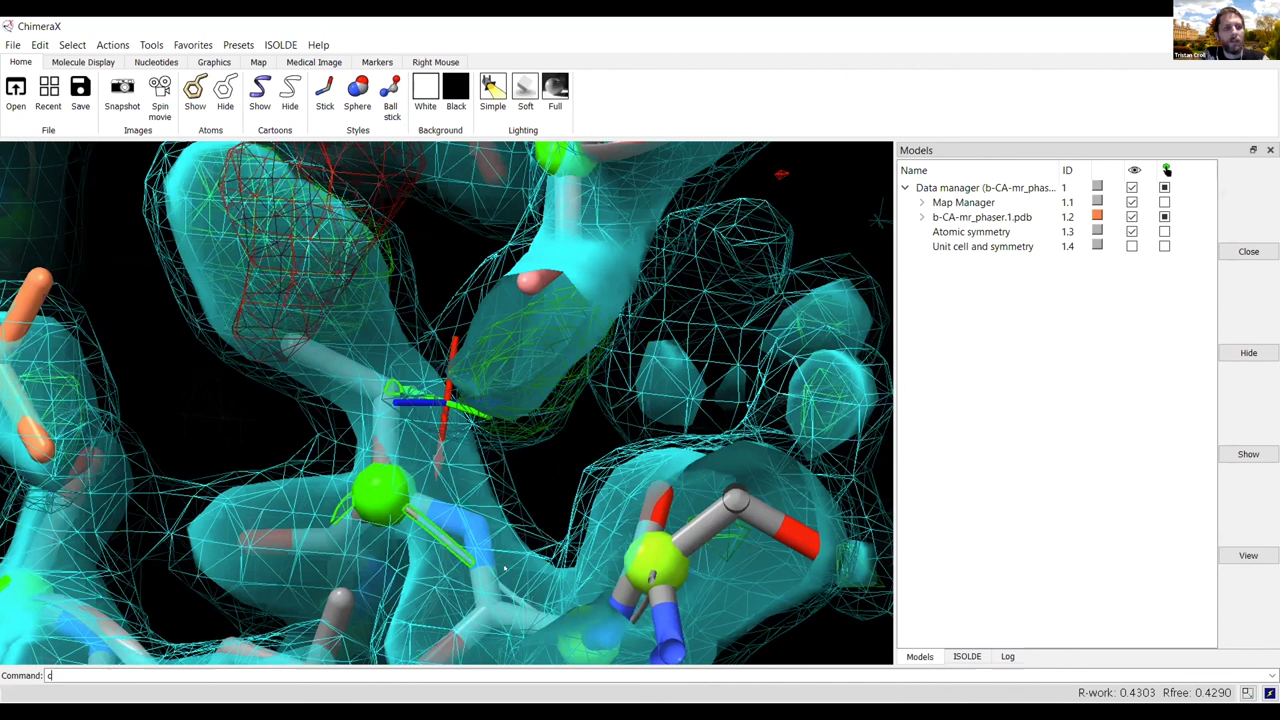 ChimeraX
Tristan Croll
File Edit Select Actions Tools Favorites Presets ISOLDE Help
Home Molecule Display Nucleotides Graphics Map Medical Image Markers Right Mouse
Open Recent Save Snapshot Spin movie Show Hide Show Hide Stick Sphere Ball stick White Black Simple Soft Full
File Images Atoms Cartoons Styles Background Lighting
Models
Name ID
Data manager (b-CA-mr_phas... 1
Map Manager 1.1
b-CA-mr_phaser.1.pdb 1.2
Atomic symmetry 1.3
Unit cell and symmetry 1.4
Close
Hide
Show
View
Models ISOLDE Log
Command: c
R-work: 0.4303 Rfree: 0.4290